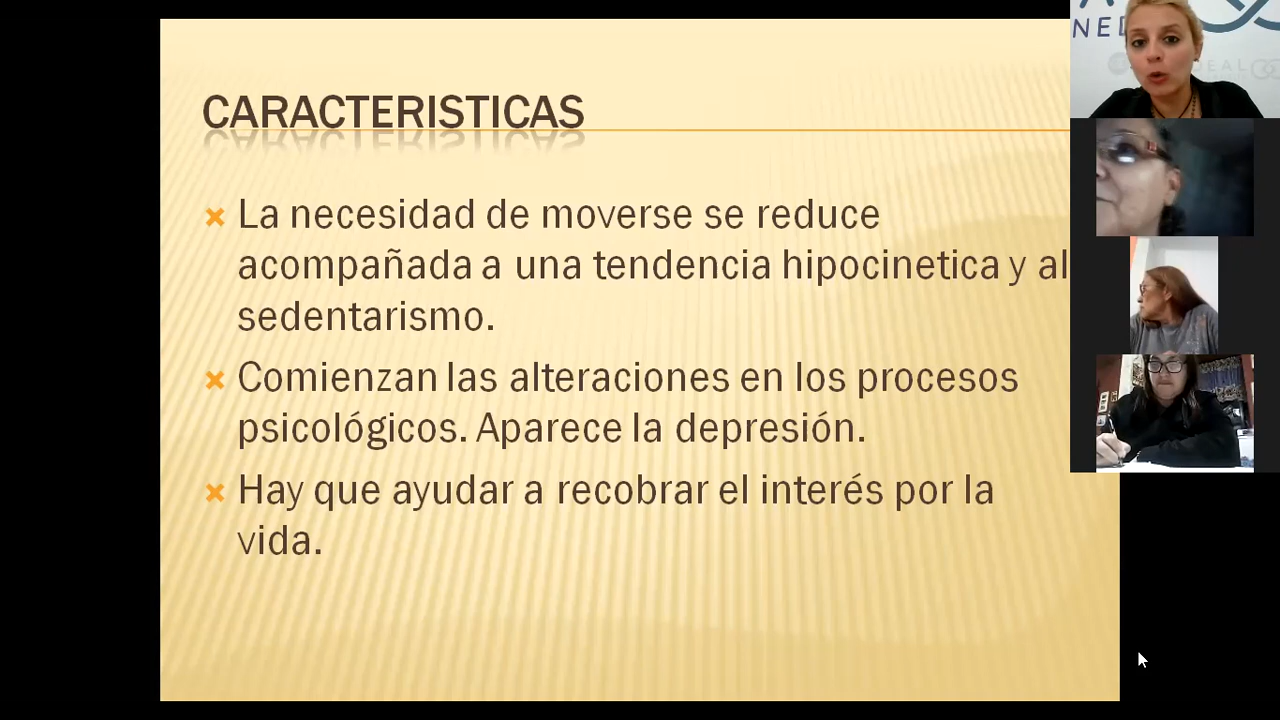 CARACTERISTICAS
La necesidad de moverse se reduce
acompañada a una tendencia hipocinetica y al
sedentarismo.
Comienzan las alteraciones en los procesos
psicológicos. Aparece la depresión.
Hay que ayudar a recobrar el interés por la
vida.